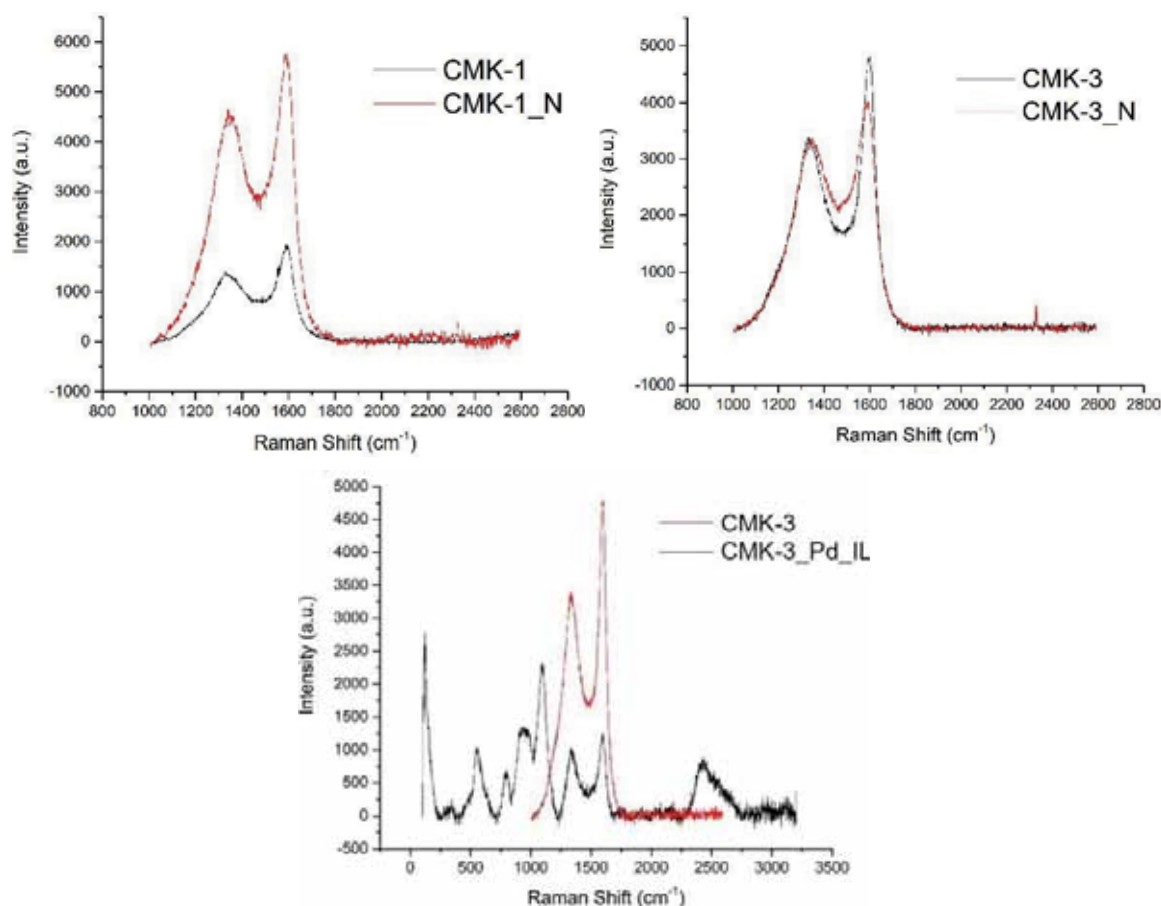 6000
5000
4000
3000
2000
1000
0
-1000
Intensity (a.u.)
CMK-1
CMK-1_N
800 1000 1200 1400 1600 1800 2000 2200 2400 2600 2800
Raman Shift (cm⁻¹)
5000
4000
3000
2000
1000
0
-1000
Intensity (a.u.)
CMK-3
CMK-3_N
800 1000 1200 1400 1600 1800 2000 2200 2400 2600 2800
Raman Shift (cm⁻¹)
5000
4500
4000
3500
3000
2500
2000
1500
1000
500
0
-500
Intensity (a.u.)
CMK-3
CMK-3_Pd_IL
0 500 1000 1500 2000 2500 3000 3500
Raman Shift (cm⁻¹)